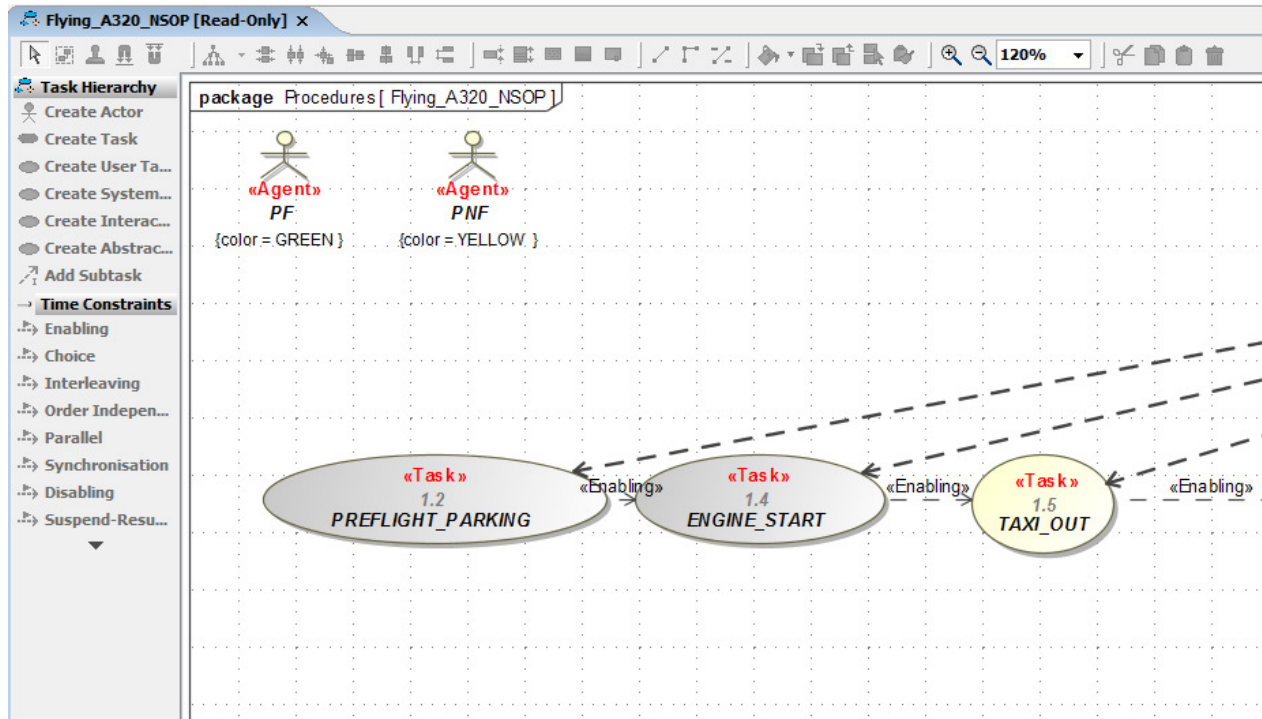 Flying_A320_NSOP [Read-Only] ×
120%
Task Hierarchy
Create Actor
Create Task
Create User Ta...
Create System...
Create Interac...
Create Abstrac...
Add Subtask
Time Constraints
Enabling
Choice
Interleaving
Order Indepen...
Parallel
Synchronisation
Disabling
Suspend-Resu...
package Procedures [ Flying_A320_NSOP ]
«Agent»
PF
{color = GREEN }
«Agent»
PNF
{color = YELLOW }
«Task»
1.2
PREFLIGHT_PARKING
«Enabling»
«Task»
1.4
ENGINE_START
«Enabling»
«Task»
1.5
TAXI_OUT
«Enabling»